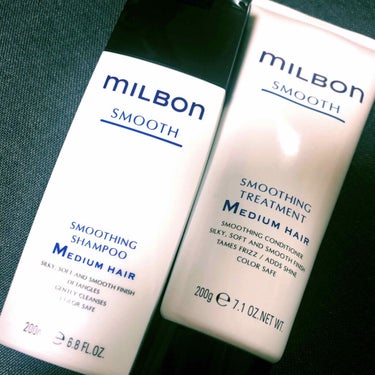 MILBON
SMOOTH
SMOOTHING
SHAMPOO
MEDIUM HAIR
SILKY, SOFT AND SMOOTH FINISH
DETANGLES
GENTLY CLEANSES
COLOR SAFE
200 e 6.8 FL.OZ.
MILBON
SMOOTH
SMOOTHING
TREATMENT
MEDIUM HAIR
SMOOTHING CONDITIONER
SILKY, SOFT AND SMOOTH FINISH
TAMES FRIZZ / ADDS SHINE
COLOR SAFE
200g e 7.1 OZ.NET WT.